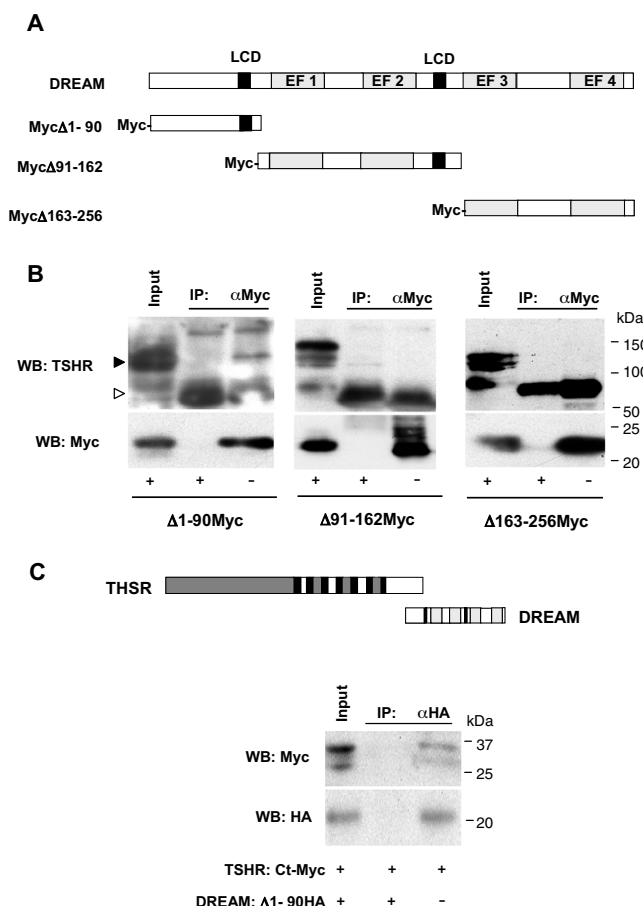 A
LCD LCD
DREAM EF 1 EF 2 EF 3 EF 4
MycΔ1- 90 Myc-
MycΔ91-162 Myc-
MycΔ163-256 Myc-
B
Input IP: αMyc Input IP: αMyc Input IP: αMyc
kDa
WB: TSHR
150
100
50
WB: Myc
25
20
+ + − + + − + + −
Δ1-90Myc Δ91-162Myc Δ163-256Myc
C
THSR
DREAM
Input IP: αHA
kDa
WB: Myc
37
25
WB: HA
20
TSHR: Ct-Myc + + +
DREAM: Δ1- 90HA + + −